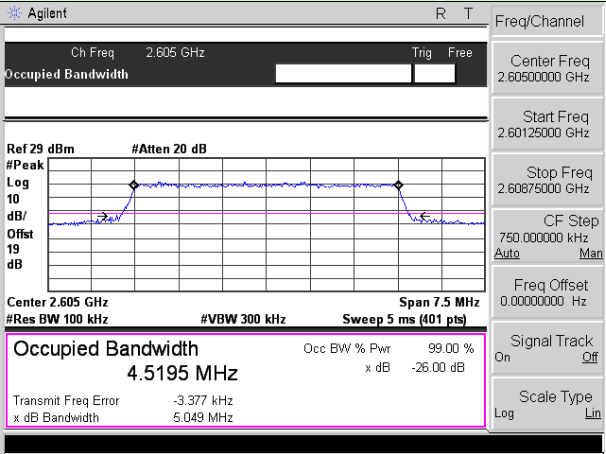 Agilent
R T
Freq/Channel
Ch Freq 2.605 GHz Trig Free
Occupied Bandwidth
Center Freq
2.60500000 GHz
Start Freq
2.60125000 GHz
Stop Freq
2.60875000 GHz
CF Step
750.000000 kHz
Auto Man
Freq Offset
0.00000000 Hz
Signal Track
On Off
Scale Type
Log Lin
Ref 29 dBm #Atten 20 dB
#Peak
Log
10
dB/
Offst
19
dB
Center 2.605 GHz Span 7.5 MHz
#Res BW 100 kHz #VBW 300 kHz Sweep 5 ms (401 pts)
Occupied Bandwidth
4.5195 MHz
Occ BW % Pwr 99.00 %
x dB -26.00 dB
Transmit Freq Error -3.377 kHz
x dB Bandwidth 5.049 MHz